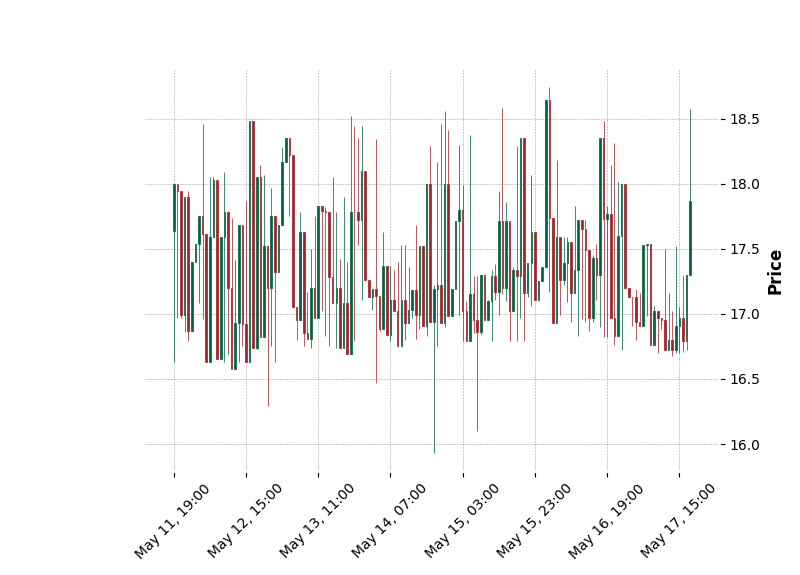 18.5
18.0
17.5
17.0
16.5
16.0
Price
May 11, 19:00
May 12, 15:00
May 13, 11:00
May 14, 07:00
May 15, 03:00
May 15, 23:00
May 16, 19:00
May 17, 15:00